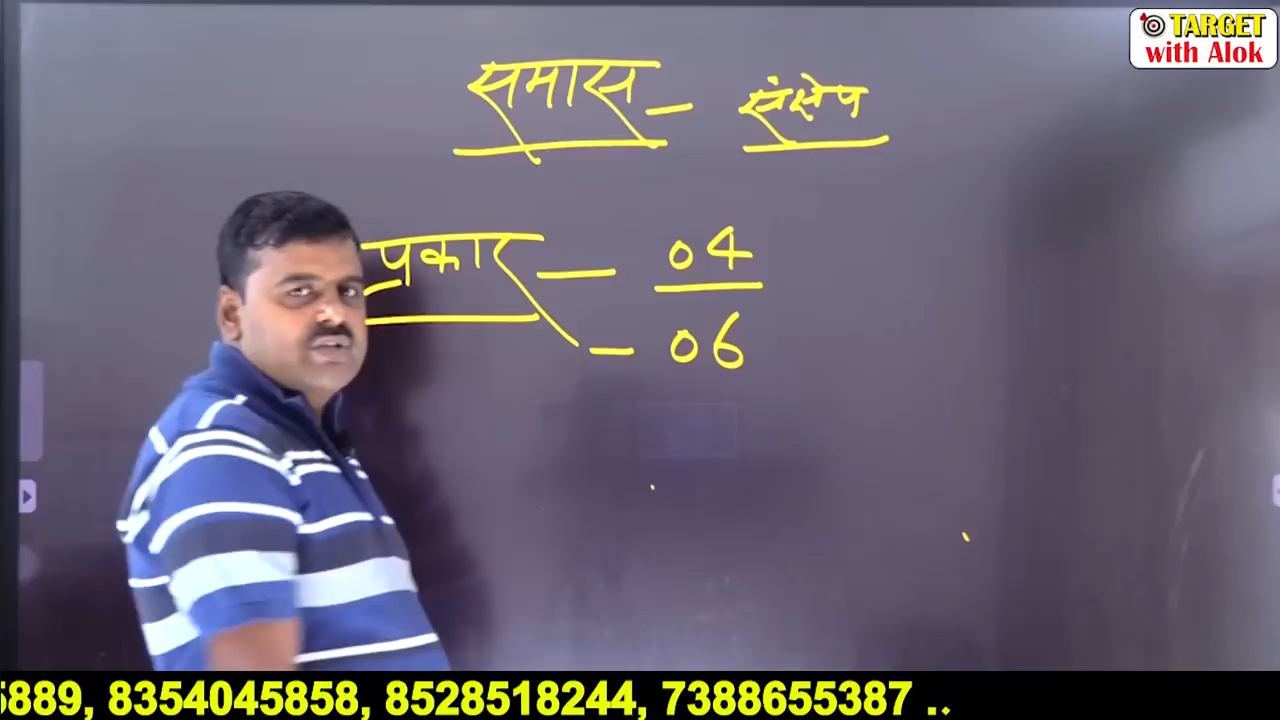 TARGET
with Alok
समास - संक्षेप
प्रकार - 04
- 06
5889, 8354045858, 8528518244, 7388655387 ..